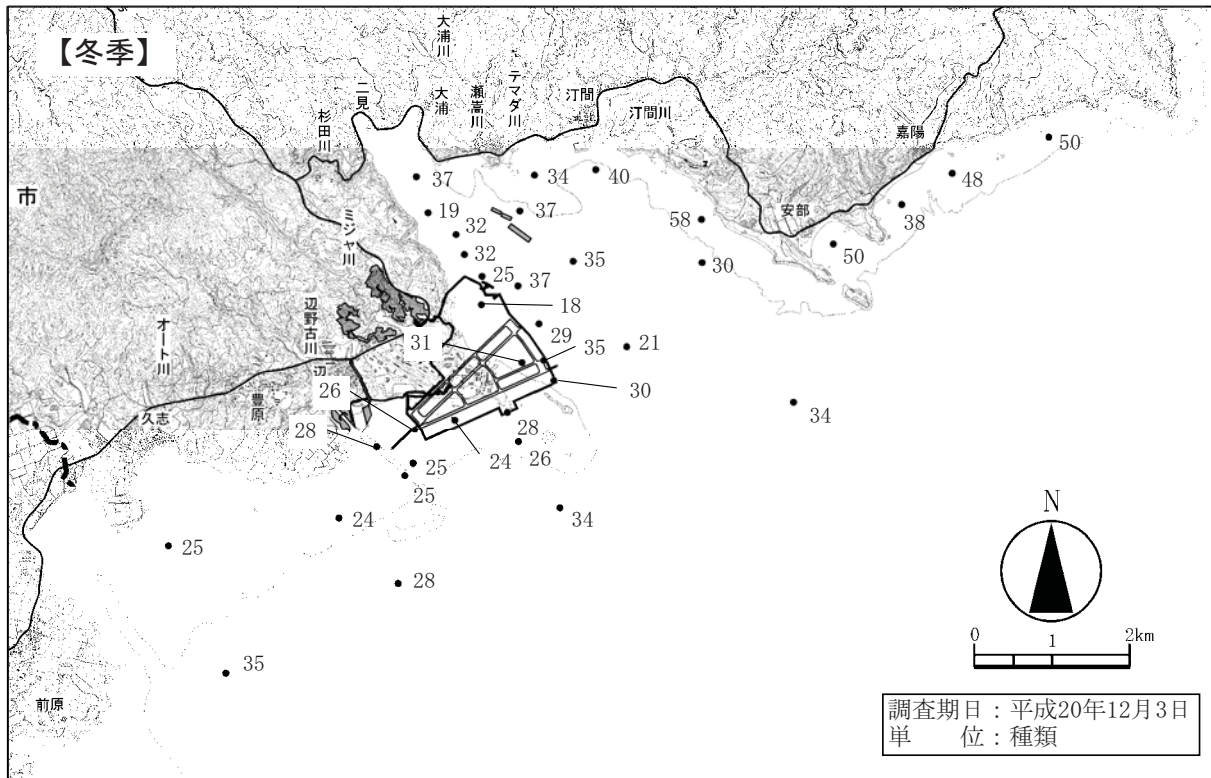 【冬季】
大浦川
二見
杉田川
大浦
瀬嵩川
テマダ川
汀間
汀間川
嘉陽
安部
市
ミジャ川
辺野古川
オート川
豊原
久志
前原
50
48
38
50
37
34
40
19
37
58
32
32
35
30
25
37
18
29
21
31
35
30
34
26
28
28
24
26
25
25
24
34
25
28
35
N
0 1 2km
調査期日：平成20年12月3日
単　　位：種類